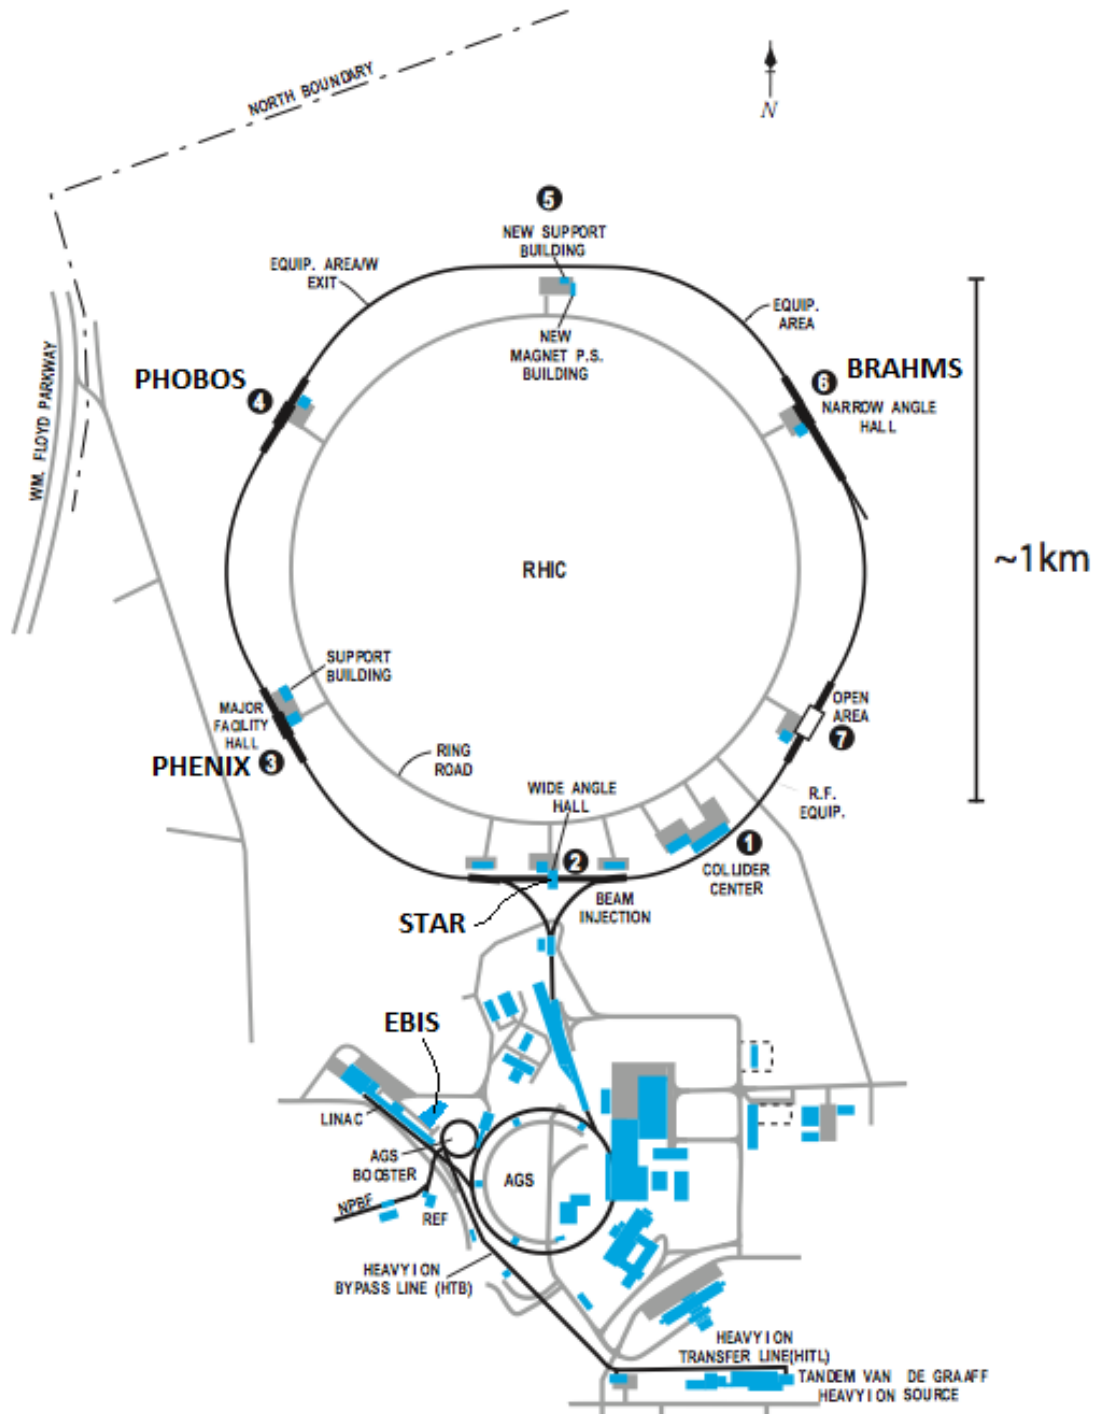 NORTH BOUNDARY
N
5
NEW SUPPORT
BUILDING
EQUIP. AREA/W
EXIT
EQUIP.
AREA
NEW
MAGNET P.S.
BUILDING
WM. FLOYD PARKWAY
PHOBOS
4
6
BRAHMS
NARROW ANGLE
HALL
RHIC
~1km
SUPPORT
BUILDING
MAJOR
FACILITY
HALL
PHENIX
3
OPEN
AREA
7
RING
ROAD
WIDE ANGLE
HALL
R.F.
EQUIP.
2
1
COLLIDER
CENTER
BEAM
INJECTION
STAR
EBIS
LINAC
AGS
BOOSTER
AGS
NPBF
REF
HEAVY ION
BYPASS LINE (HTB)
HEAVY ION
TRANSFER LINE(HITL)
TANDEM VAN DE GRAAFF
HEAVY ION SOURCE